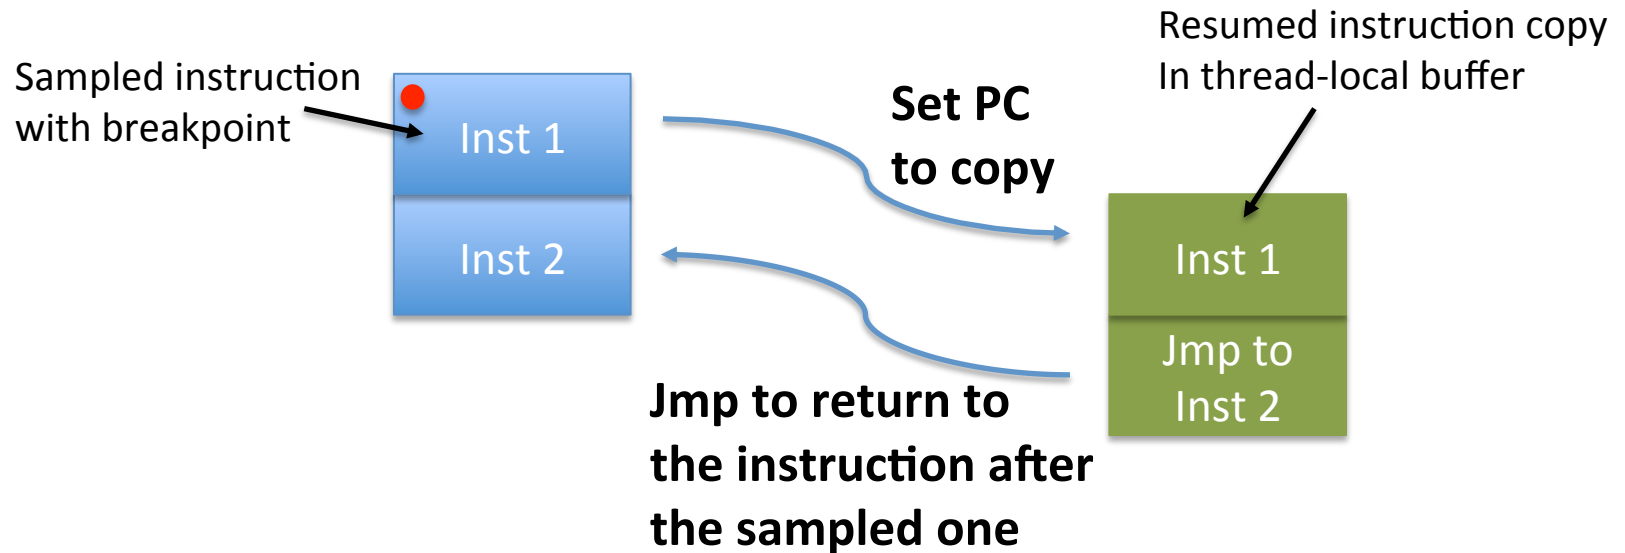 Resumed instruction copy
In thread-local buffer
Sampled instruction
with breakpoint
Set PC
to copy
Inst 1
Inst 2
Inst 1
Jmp to
Inst 2
Jmp to return to
the instruction after
the sampled one